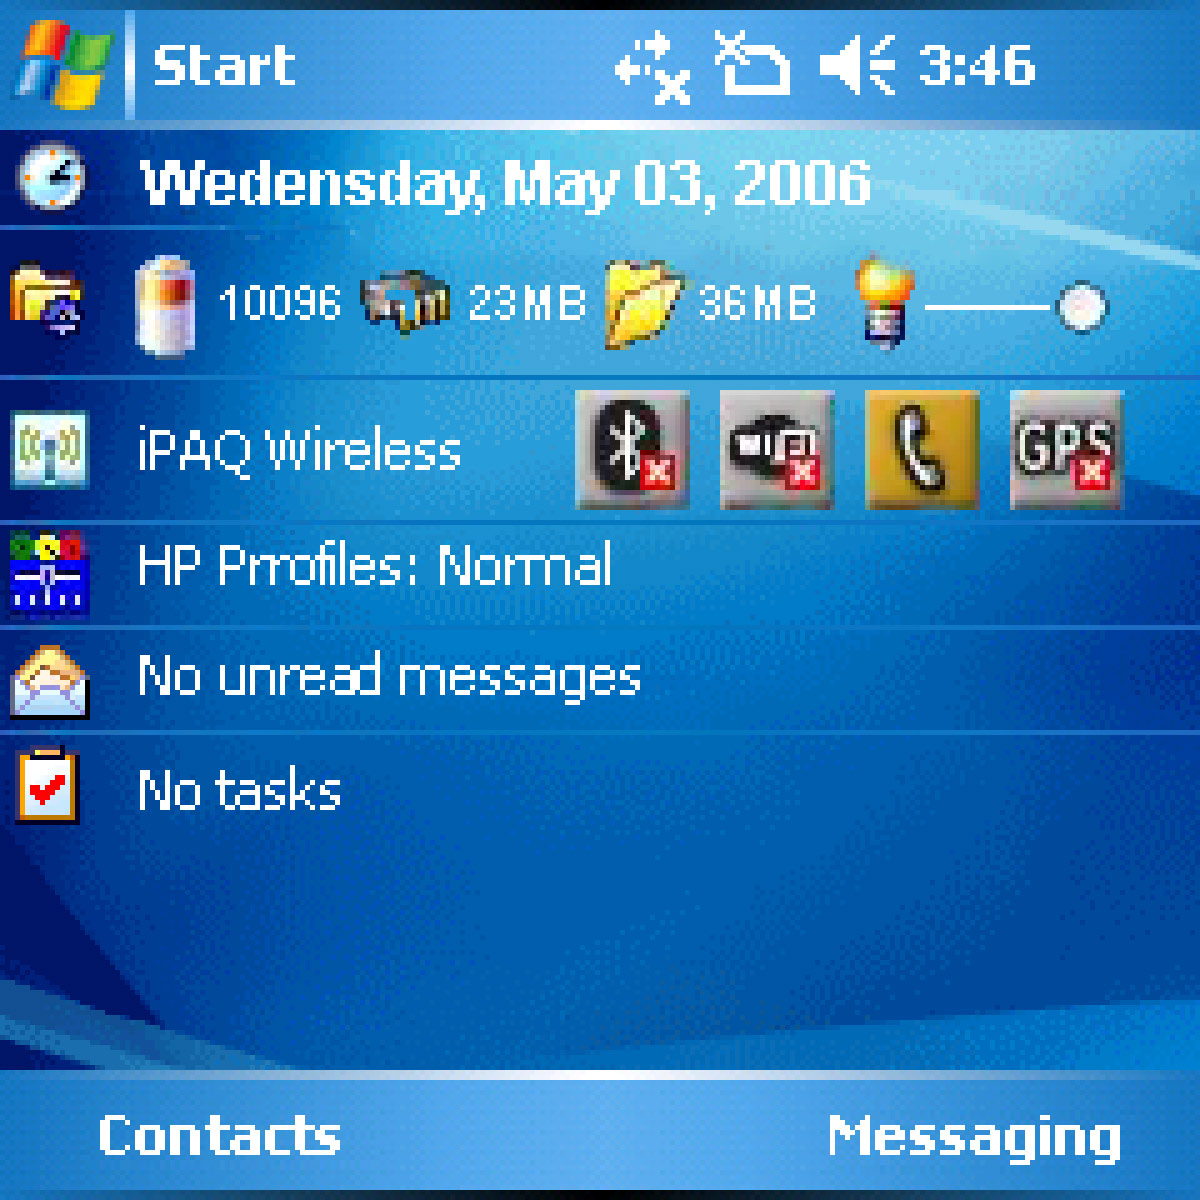 Start 3:46
Wedensday, May 03, 2006
10096 23MB 36MB
iPAQ Wireless WiFi GPS
HP Prrofiles: Normal
No unread messages
No tasks
Contacts Messaging